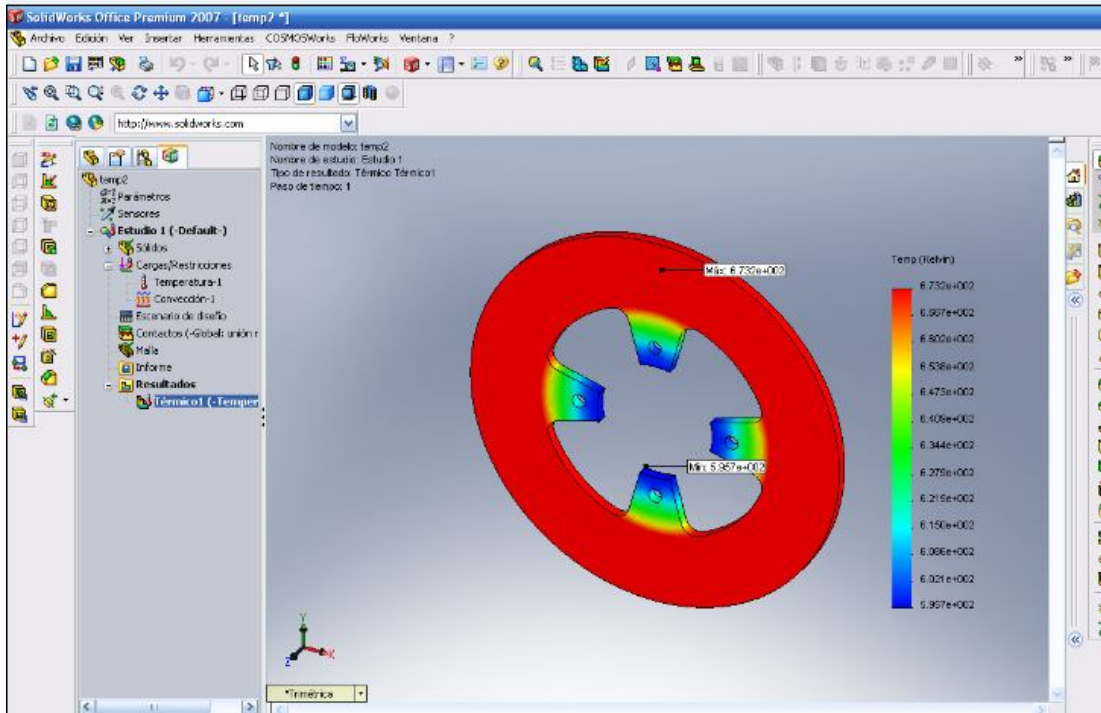 SolidWorks Office Premium 2007 - [temp2 *]
Archivo Edición Ver Insertar Herramientas COSMOSWorks FloWorks Ventana ?
http://www.solidworks.com
Nombre de modelo: temp2
Nombre de estudio: Estudio 1
Tipo de resultado: Térmico Térmico1
Paso de tiempo: 1
temp2
Parámetros
Sensores
Estudio 1 (-Default-)
Sólidos
Cargas/Restricciones
Temperatura-1
Convección-1
Escenario de diseño
Contactos (-Global: unión r
Malla
Informe
Resultados
Térmico1 (-Temper
Máx: 6.732e+002
Mín: 5.957e+002
Temp (Kelvin)
6.732e+002
6.667e+002
6.602e+002
6.538e+002
6.473e+002
6.409e+002
6.344e+002
6.279e+002
6.215e+002
6.150e+002
6.086e+002
6.021e+002
5.957e+002
Y
X
Z
*Trimétrica